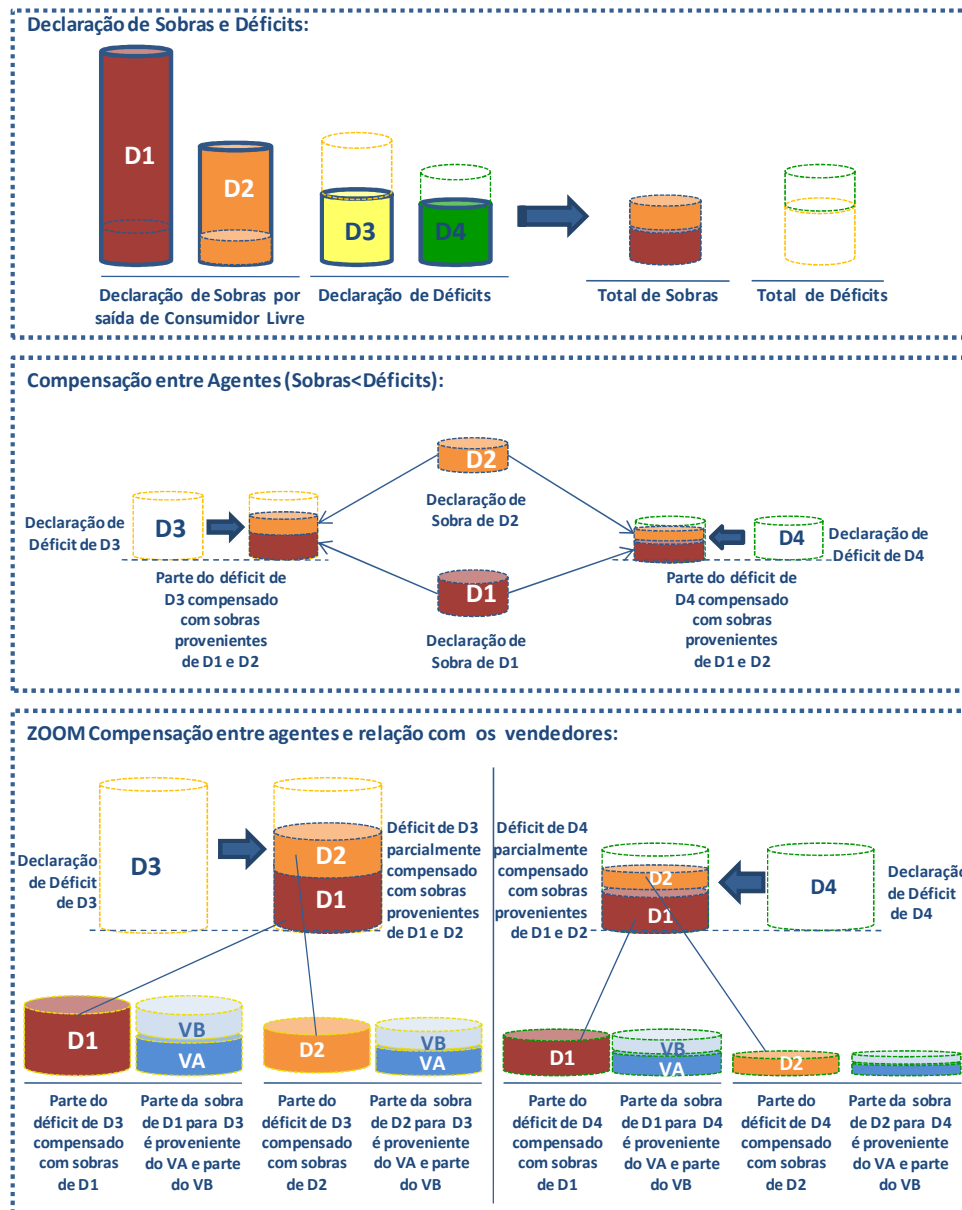 Declaração de Sobras e Déficits:
D1
D2
D3
D4
Declaração de Sobras por
saída de Consumidor Livre
Declaração de Déficits
Total de Sobras
Total de Déficits
Compensação entre Agentes (Sobras<Déficits):
D2
Declaração de
Sobra de D2
Declaração de
Déficit de D3
D3
D4
Declaração de
Déficit de D4
Parte do déficit de
D3 compensado
com sobras
provenientes
de D1 e D2
D1
Declaração de
Sobra de D1
Parte do déficit de
D4 compensado
com sobras
provenientes
de D1 e D2
ZOOM Compensação entre agentes e relação com os vendedores:
Declaração
de Déficit
de D3
D3
D2
D1
Déficit de D3
parcialmente
compensado
com sobras
provenientes
de D1 e D2
Déficit de D4
parcialmente
compensado
com sobras
provenientes
de D1 e D2
D2
D1
D4
Declaração
de Déficit
de D4
D1
VB
VA
D2
VB
VA
D1
VB
VA
D2
Parte do
déficit de D3
compensado
com sobras
de D1
Parte da sobra
de D1 para D3
é proveniente
do VA e parte
do VB
Parte do
déficit de D3
compensado
com sobras
de D2
Parte da sobra
de D2 para D3
é proveniente
do VA e parte
do VB
Parte do
déficit de D4
compensado
com sobras
de D1
Parte da sobra
de D1 para D4
é proveniente
do VA e parte
do VB
Parte do
déficit de D4
compensado
com sobras
de D2
Parte da sobra
de D2 para D4
é proveniente
do VA e parte
do VB